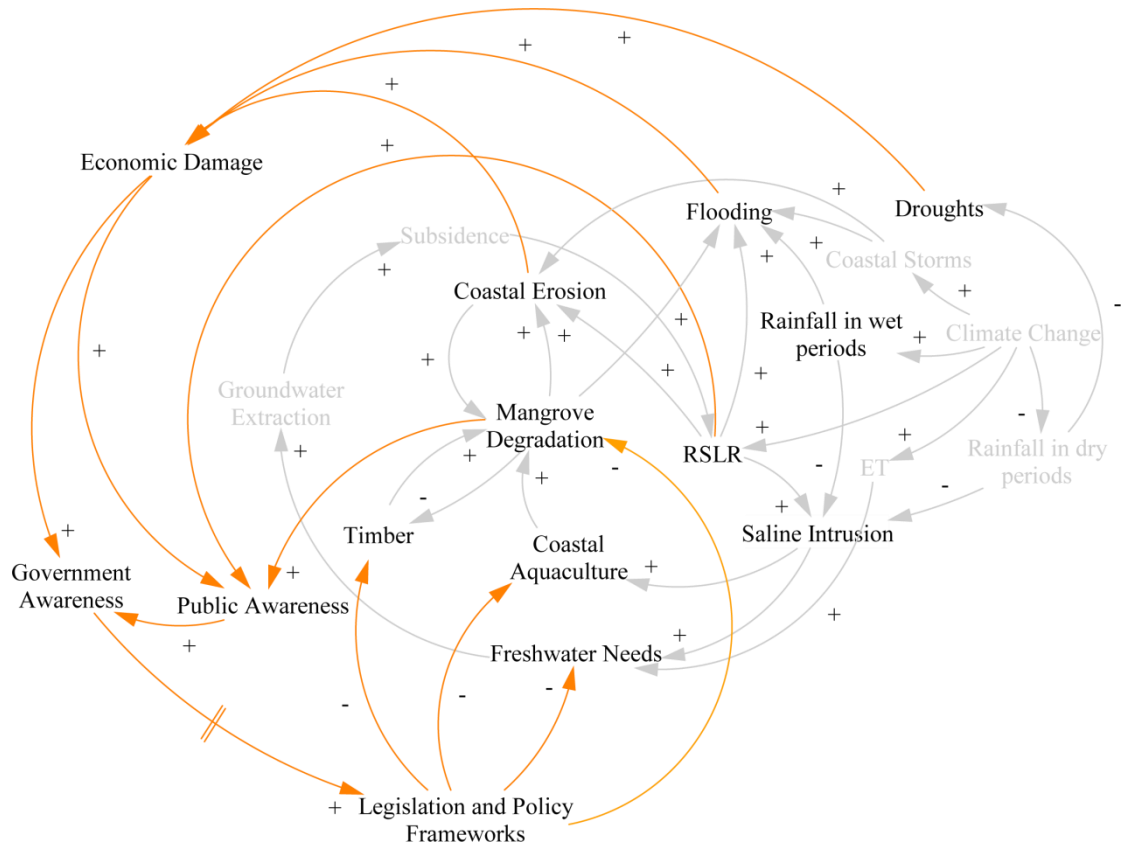 +
+
+
+
Economic Damage
+
Flooding
Droughts
Subsidence
+
+
+
Coastal Storms
Coastal Erosion
+
-
Rainfall in wet
periods
Climate Change
+
+
+
+
+
+
+
+
Groundwater
Extraction
Mangrove
Degradation
-
+
+
+
RSLR
Rainfall in dry
periods
+
-
-
ET
-
-
+
+
Timber
Coastal
Aquaculture
+
Saline Intrusion
+
Government
Awareness
+
Public Awareness
+
+
+
Freshwater Needs
-
-
-
+
Legislation and Policy
Frameworks